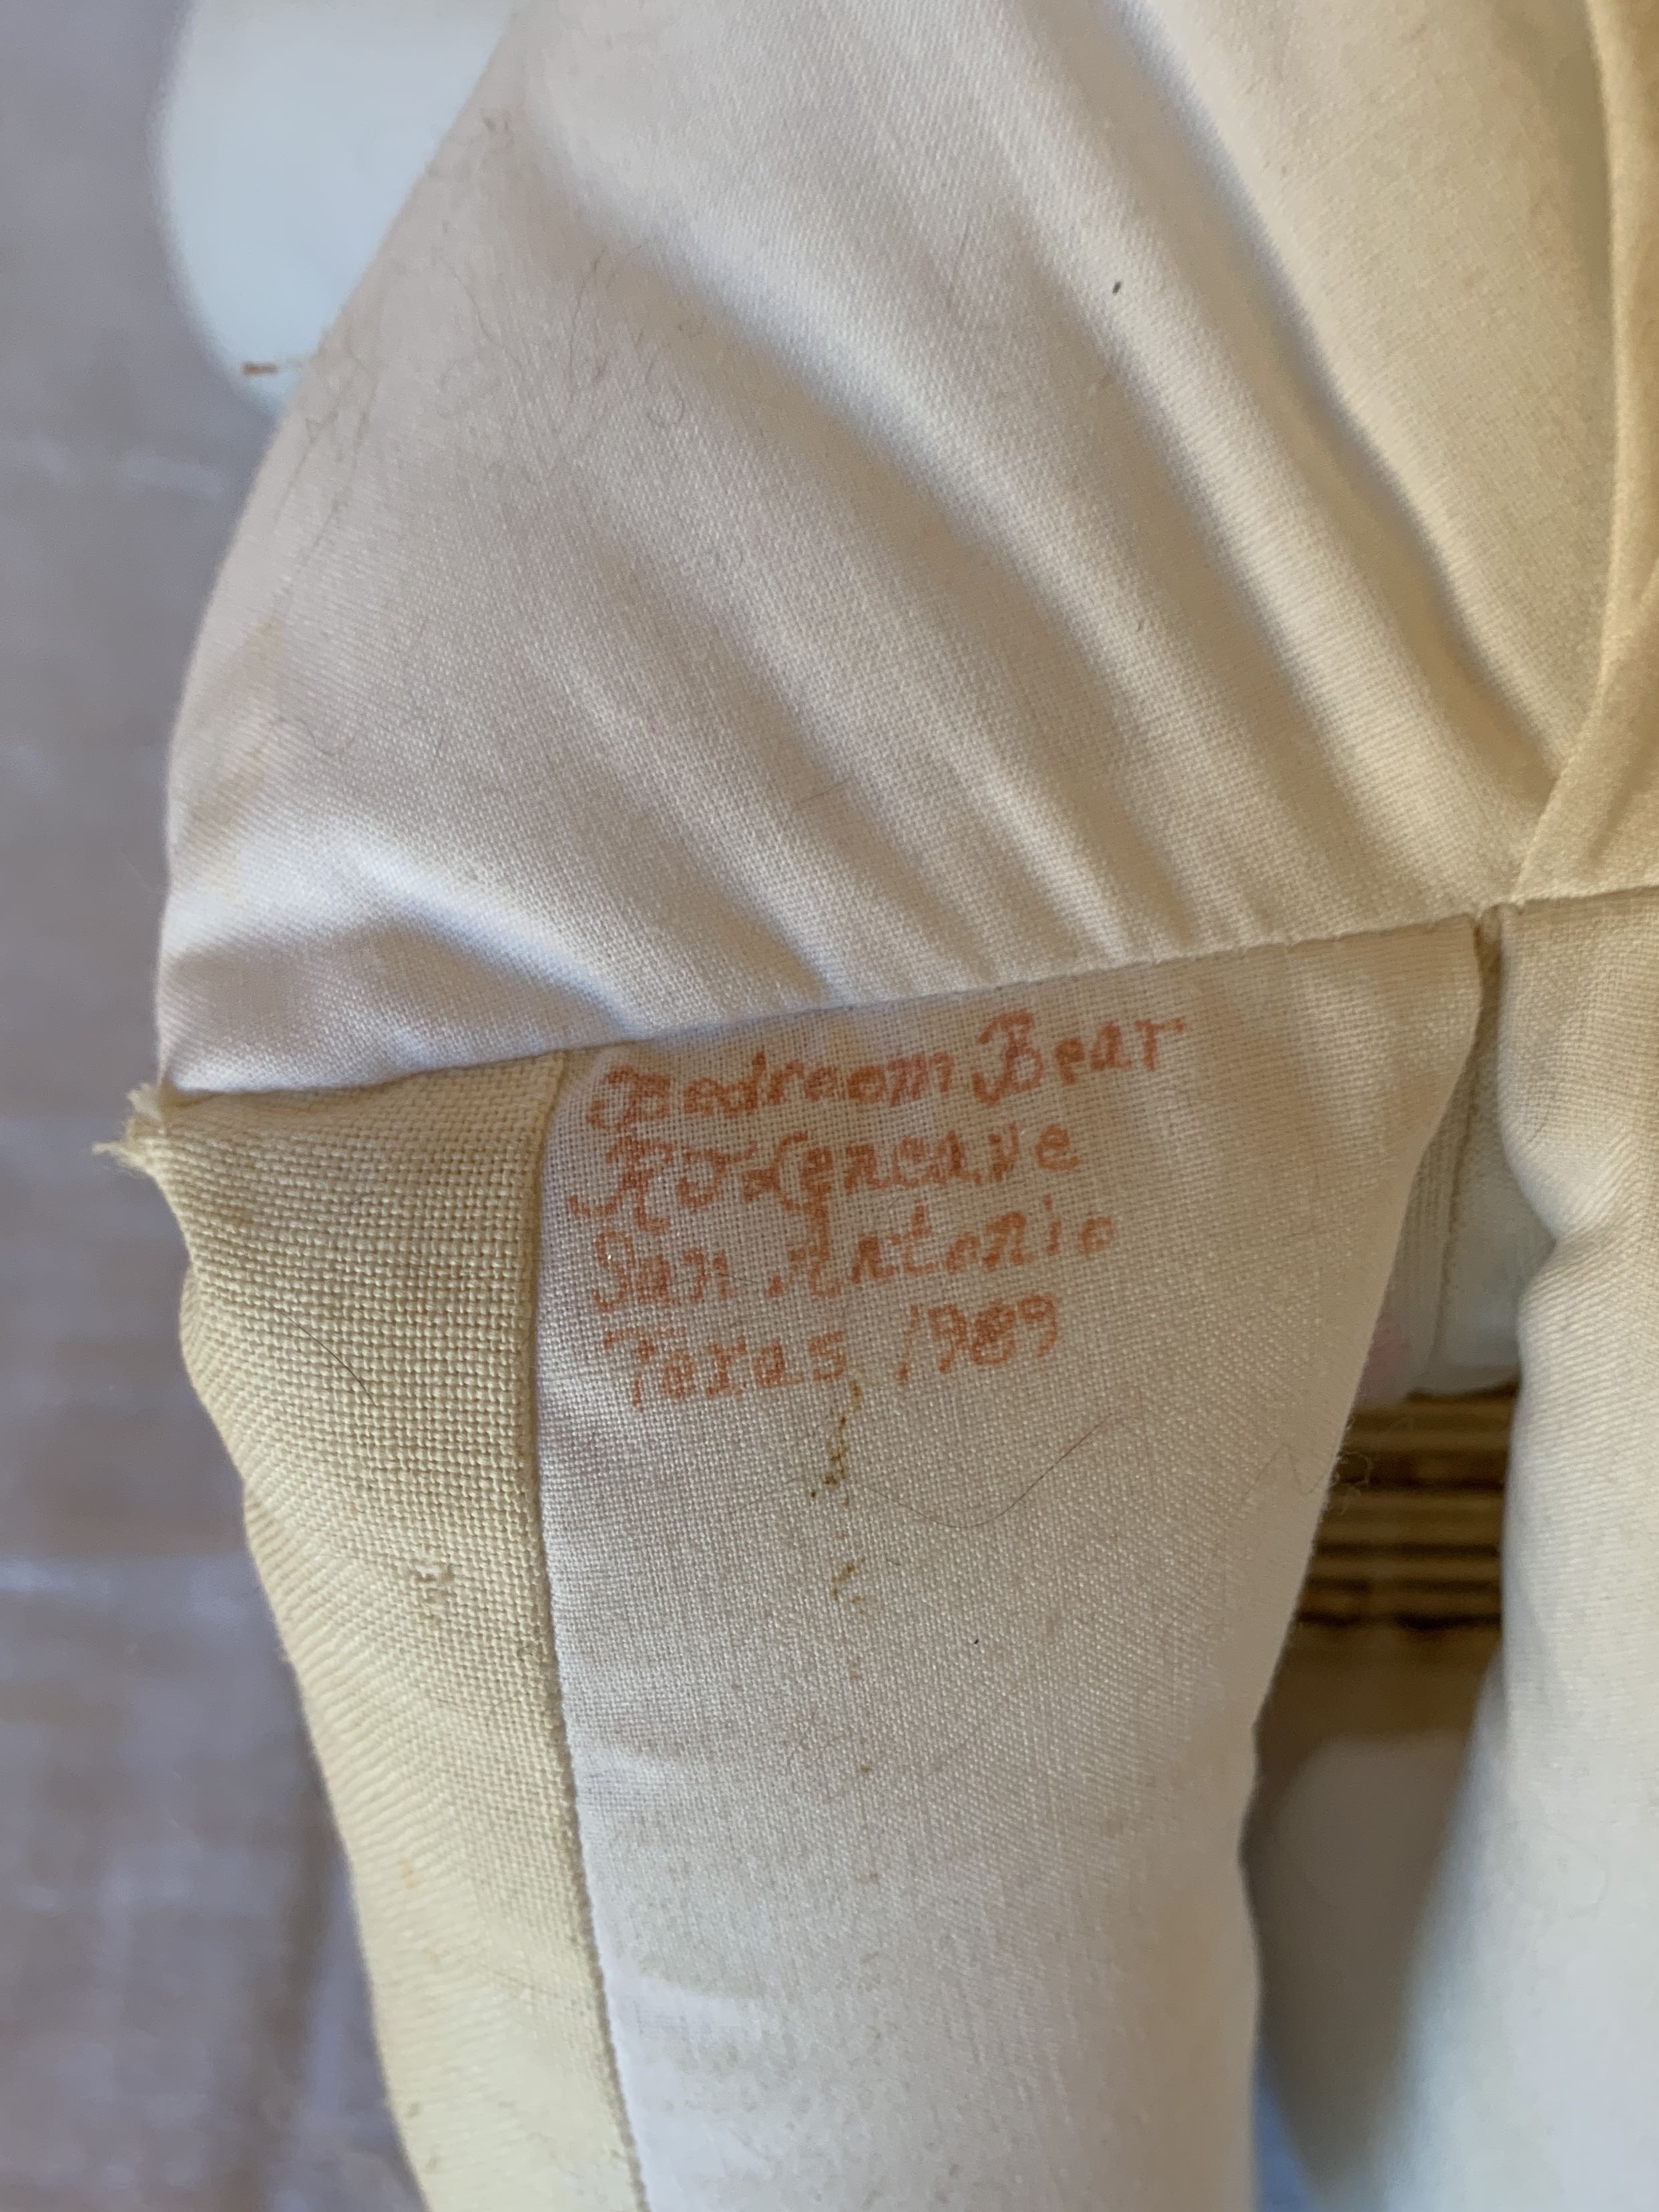 Bedroom Bear
San Antonio
Texas 1989